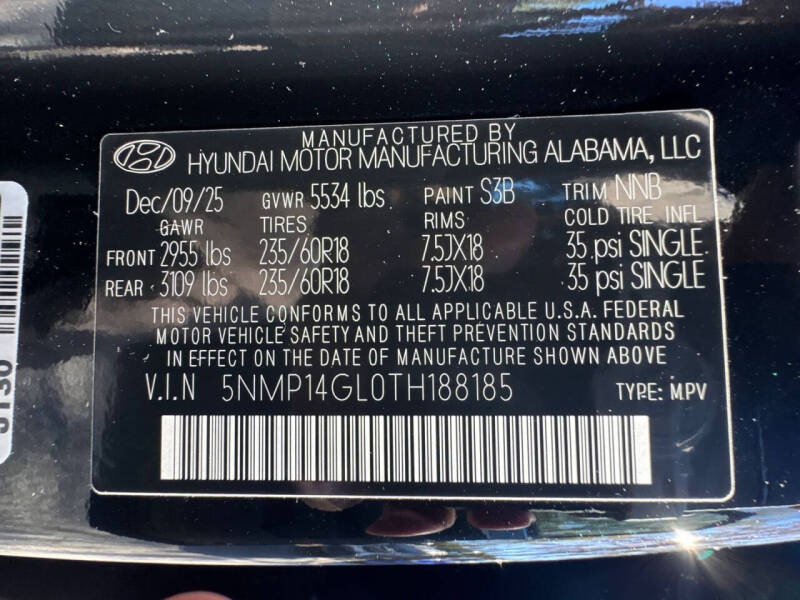 MANUFACTURED BY
HYUNDAI MOTOR MANUFACTURING ALABAMA, LLC
Dec/09/25 GVWR 5534 lbs PAINT S3B TRIM NNB
GAWR TIRES RIMS COLD TIRE INFL
FRONT 2955 lbs 235/60R18 7.5JX18 35 psi SINGLE
REAR 3109 lbs 235/60R18 7.5JX18 35 psi SINGLE
THIS VEHICLE CONFORMS TO ALL APPLICABLE U.S.A. FEDERAL
MOTOR VEHICLE SAFETY AND THEFT PREVENTION STANDARDS
IN EFFECT ON THE DATE OF MANUFACTURE SHOWN ABOVE
V.I.N 5NMP14GL0TH188185 TYPE: MPV